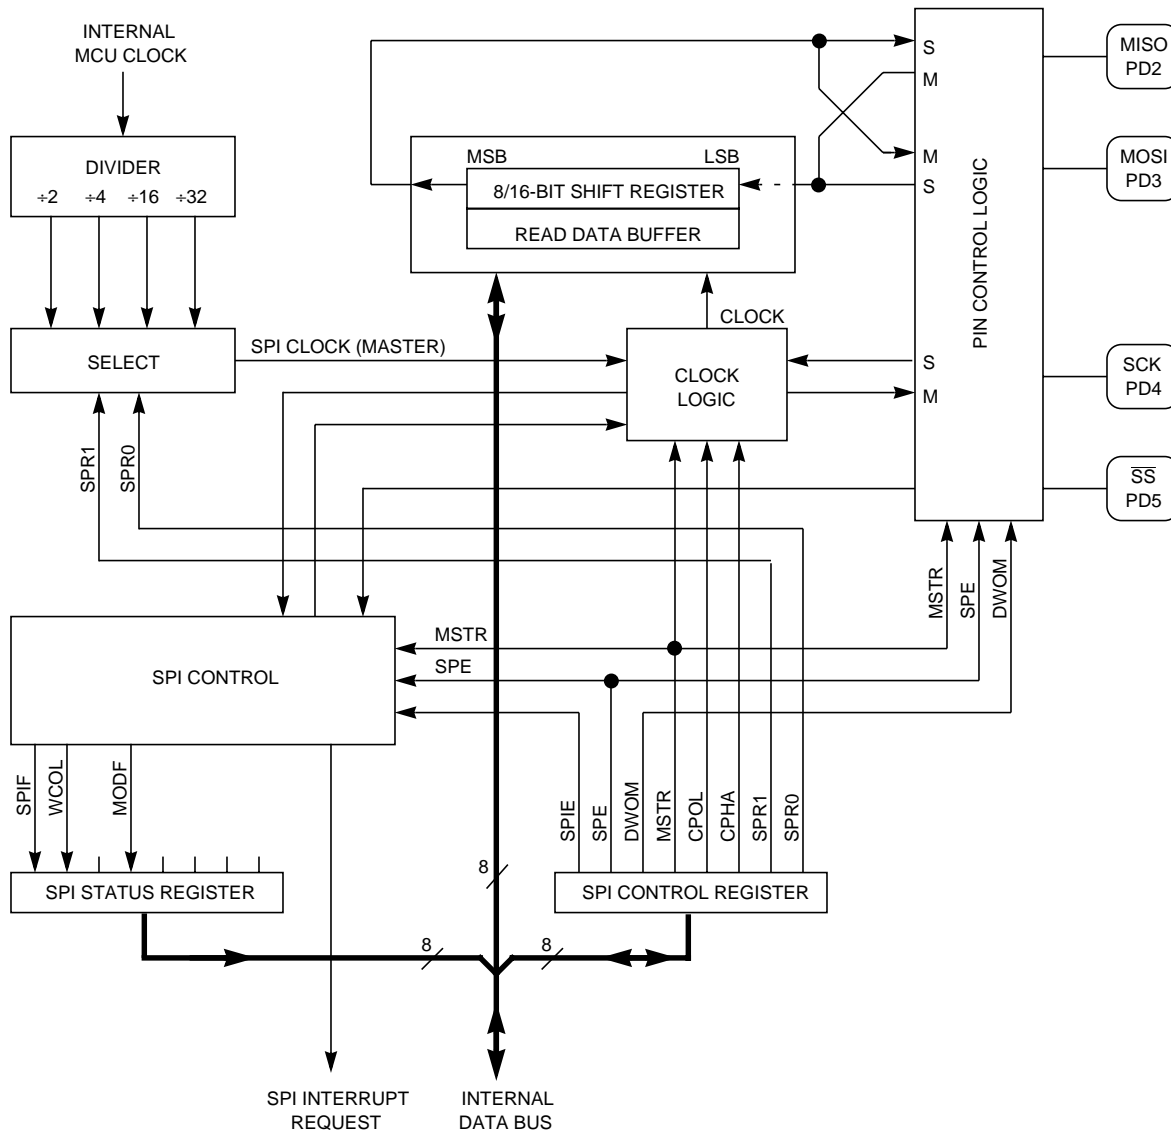 INTERNAL
MCU CLOCK
DIVIDER
÷2 ÷4 ÷16 ÷32
SELECT
SPR1
SPR0
SPI CLOCK (MASTER)
MSB LSB
8/16-BIT SHIFT REGISTER
READ DATA BUFFER
CLOCK
CLOCK
LOGIC
S
M
M
S
S
M
PIN CONTROL LOGIC
MISO
PD2
MOSI
PD3
SCK
PD4
SS
PD5
MSTR
SPE
DWOM
MSTR
SPE
SPI CONTROL
SPIF
WCOL
MODF
SPIE
SPE
DWOM
MSTR
CPOL
CPHA
SPR1
SPR0
SPI STATUS REGISTER
8
SPI CONTROL REGISTER
8
8
SPI INTERRUPT
REQUEST
INTERNAL
DATA BUS